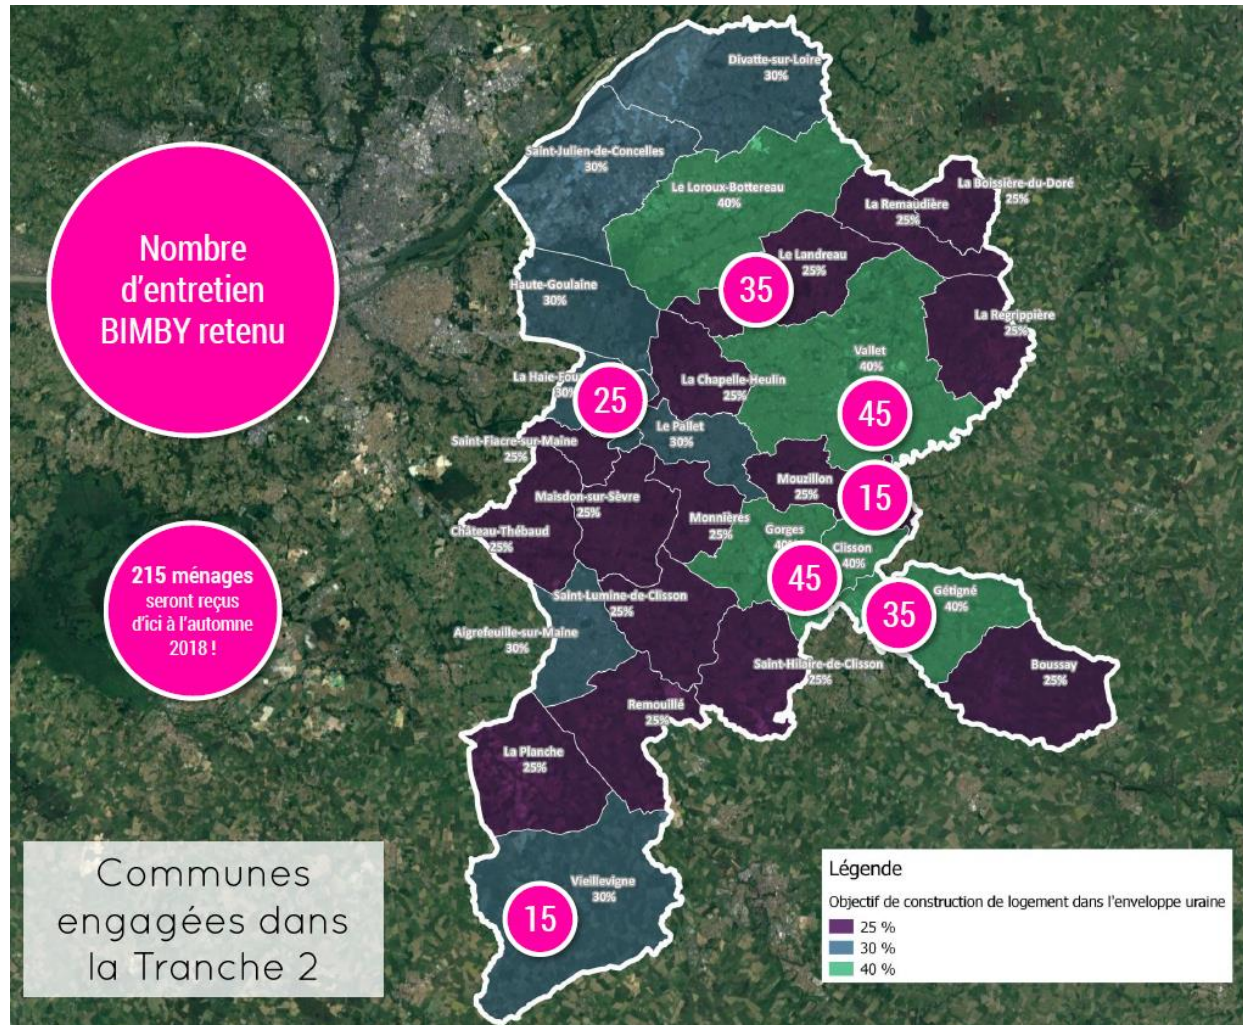 Divatte-sur-Loire
30%
Saint-Julien-de-Concelles
30%
Le Loroux-Bottereau
40%
La Boissière-du-Doré
25%
La Remaudière
25%
Nombre
d'entretien
BIMBY retenu
Le Landreau
25%
35
Haute-Goulaine
30%
La Regrippière
25%
Vallet
40%
45
La Chapelle-Heulin
25%
La Haie-Fou
30%
25
Le Pallet
30%
Saint-Fiacre-sur-Maine
25%
Mouzillon
25%
15
Maisdon-sur-Sèvre
25%
Monnières
25%
Château-Thébaud
25%
Gorges
40%
Clisson
40%
45
215 ménages
seront reçus
d'ici à l'automne
2018 !
Gétigné
40%
35
Saint-Lumine-de-Clisson
25%
Aigrefeuille-sur-Maine
30%
Saint-Hilaire-de-Clisson
25%
Boussay
25%
Remouillé
25%
La Planche
25%
Vieillevigne
30%
15
Communes
engagées dans
la Tranche 2
Légende
Objectif de construction de logement dans l'enveloppe uraine
25 %
30 %
40 %